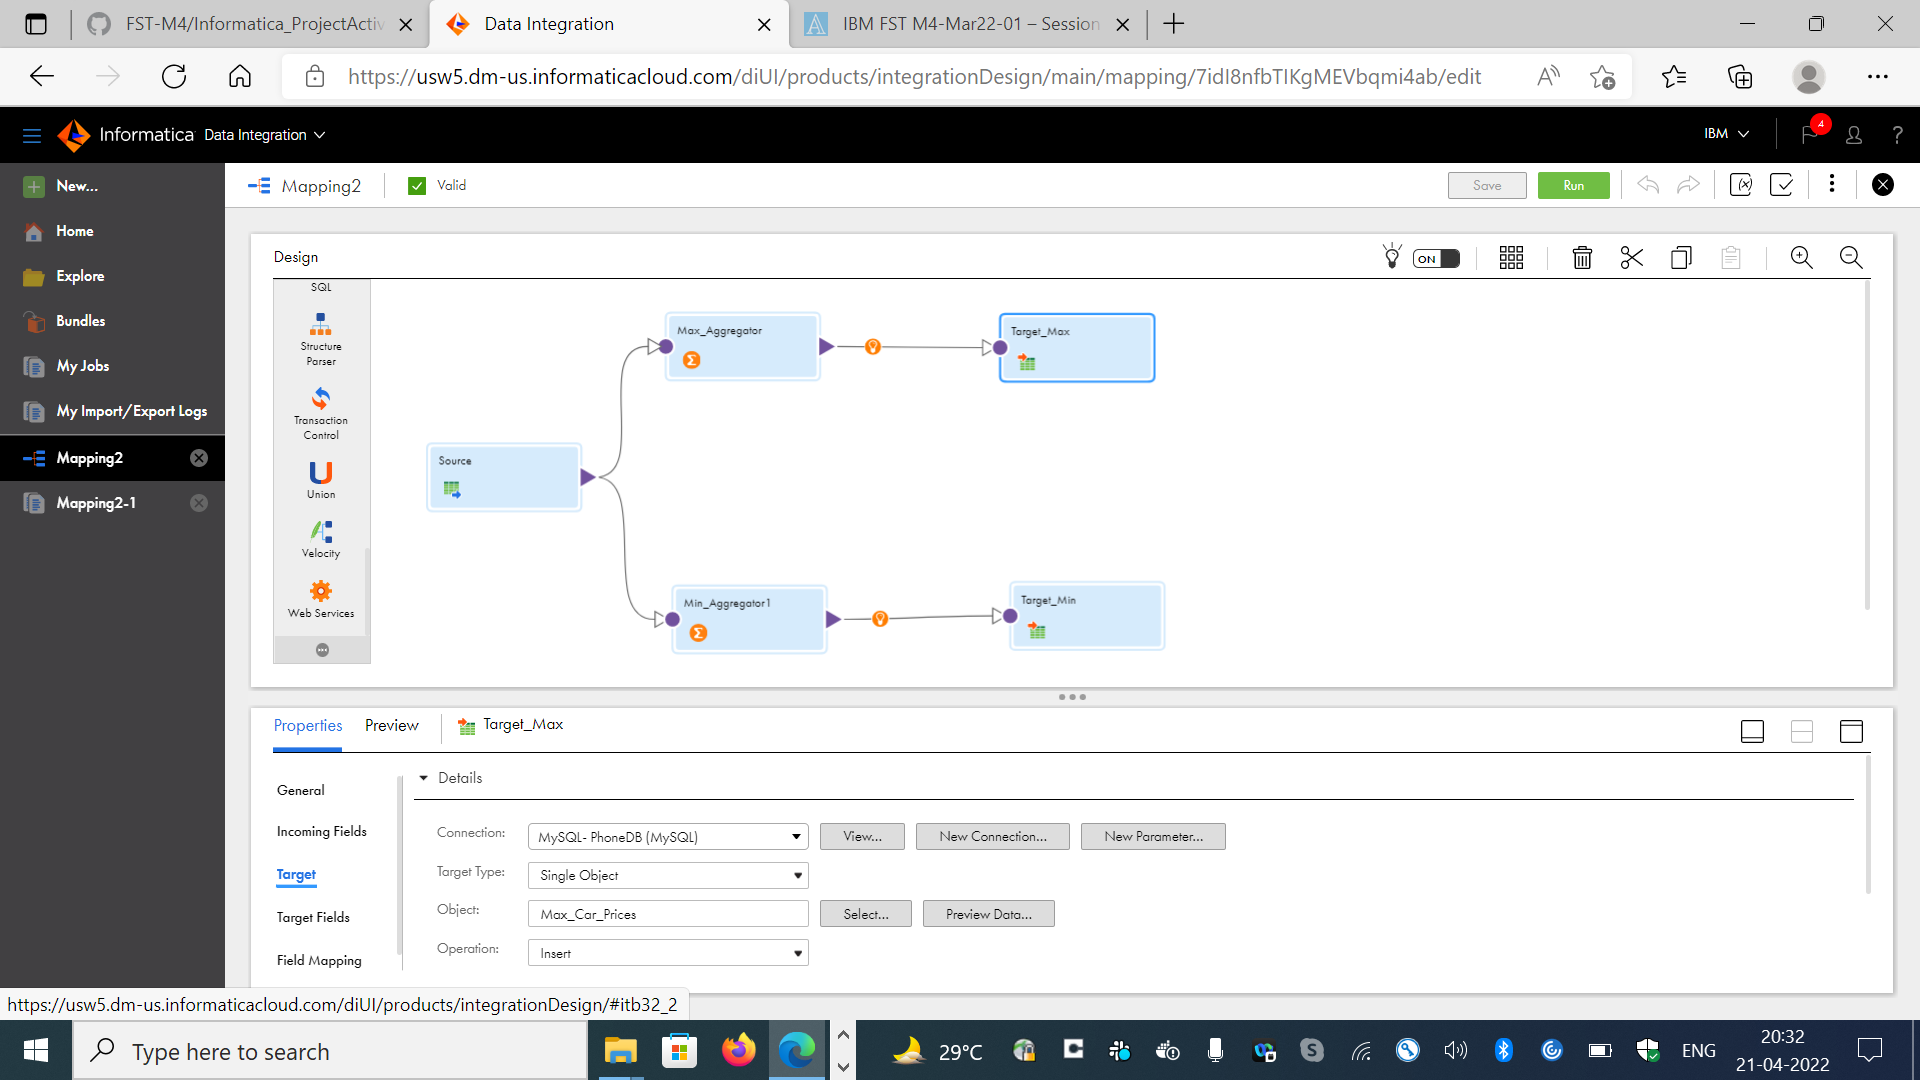 FST-M4/Informatica_ProjectActiv
Data Integration
IBM FST M4-Mar22-01 – Session
https://usw5.dm-us.informaticacloud.com/diUI/products/integrationDesign/main/mapping/7idI8nfbTIKgMEVbqmi4ab/edit
Informatica Data Integration
IBM
4
?
New...
Home
Explore
Bundles
My Jobs
My Import/Export Logs
Mapping2
Mapping2-1
Mapping2
Valid
Save
Run
Design
ON
SQL
Structure
Parser
Transaction
Control
Union
Velocity
Web Services
Source
Max_Aggregator
Target_Max
Min_Aggregator1
Target_Min
Properties
Preview
Target_Max
General
Incoming Fields
Target
Target Fields
Field Mapping
Details
Connection:
MySQL- PhoneDB (MySQL)
View...
New Connection...
New Parameter...
Target Type:
Single Object
Object:
Max_Car_Prices
Select...
Preview Data...
Operation:
Insert
https://usw5.dm-us.informaticacloud.com/diUI/products/integrationDesign/#itb32_2
Type here to search
29°C
ENG
20:32
21-04-2022